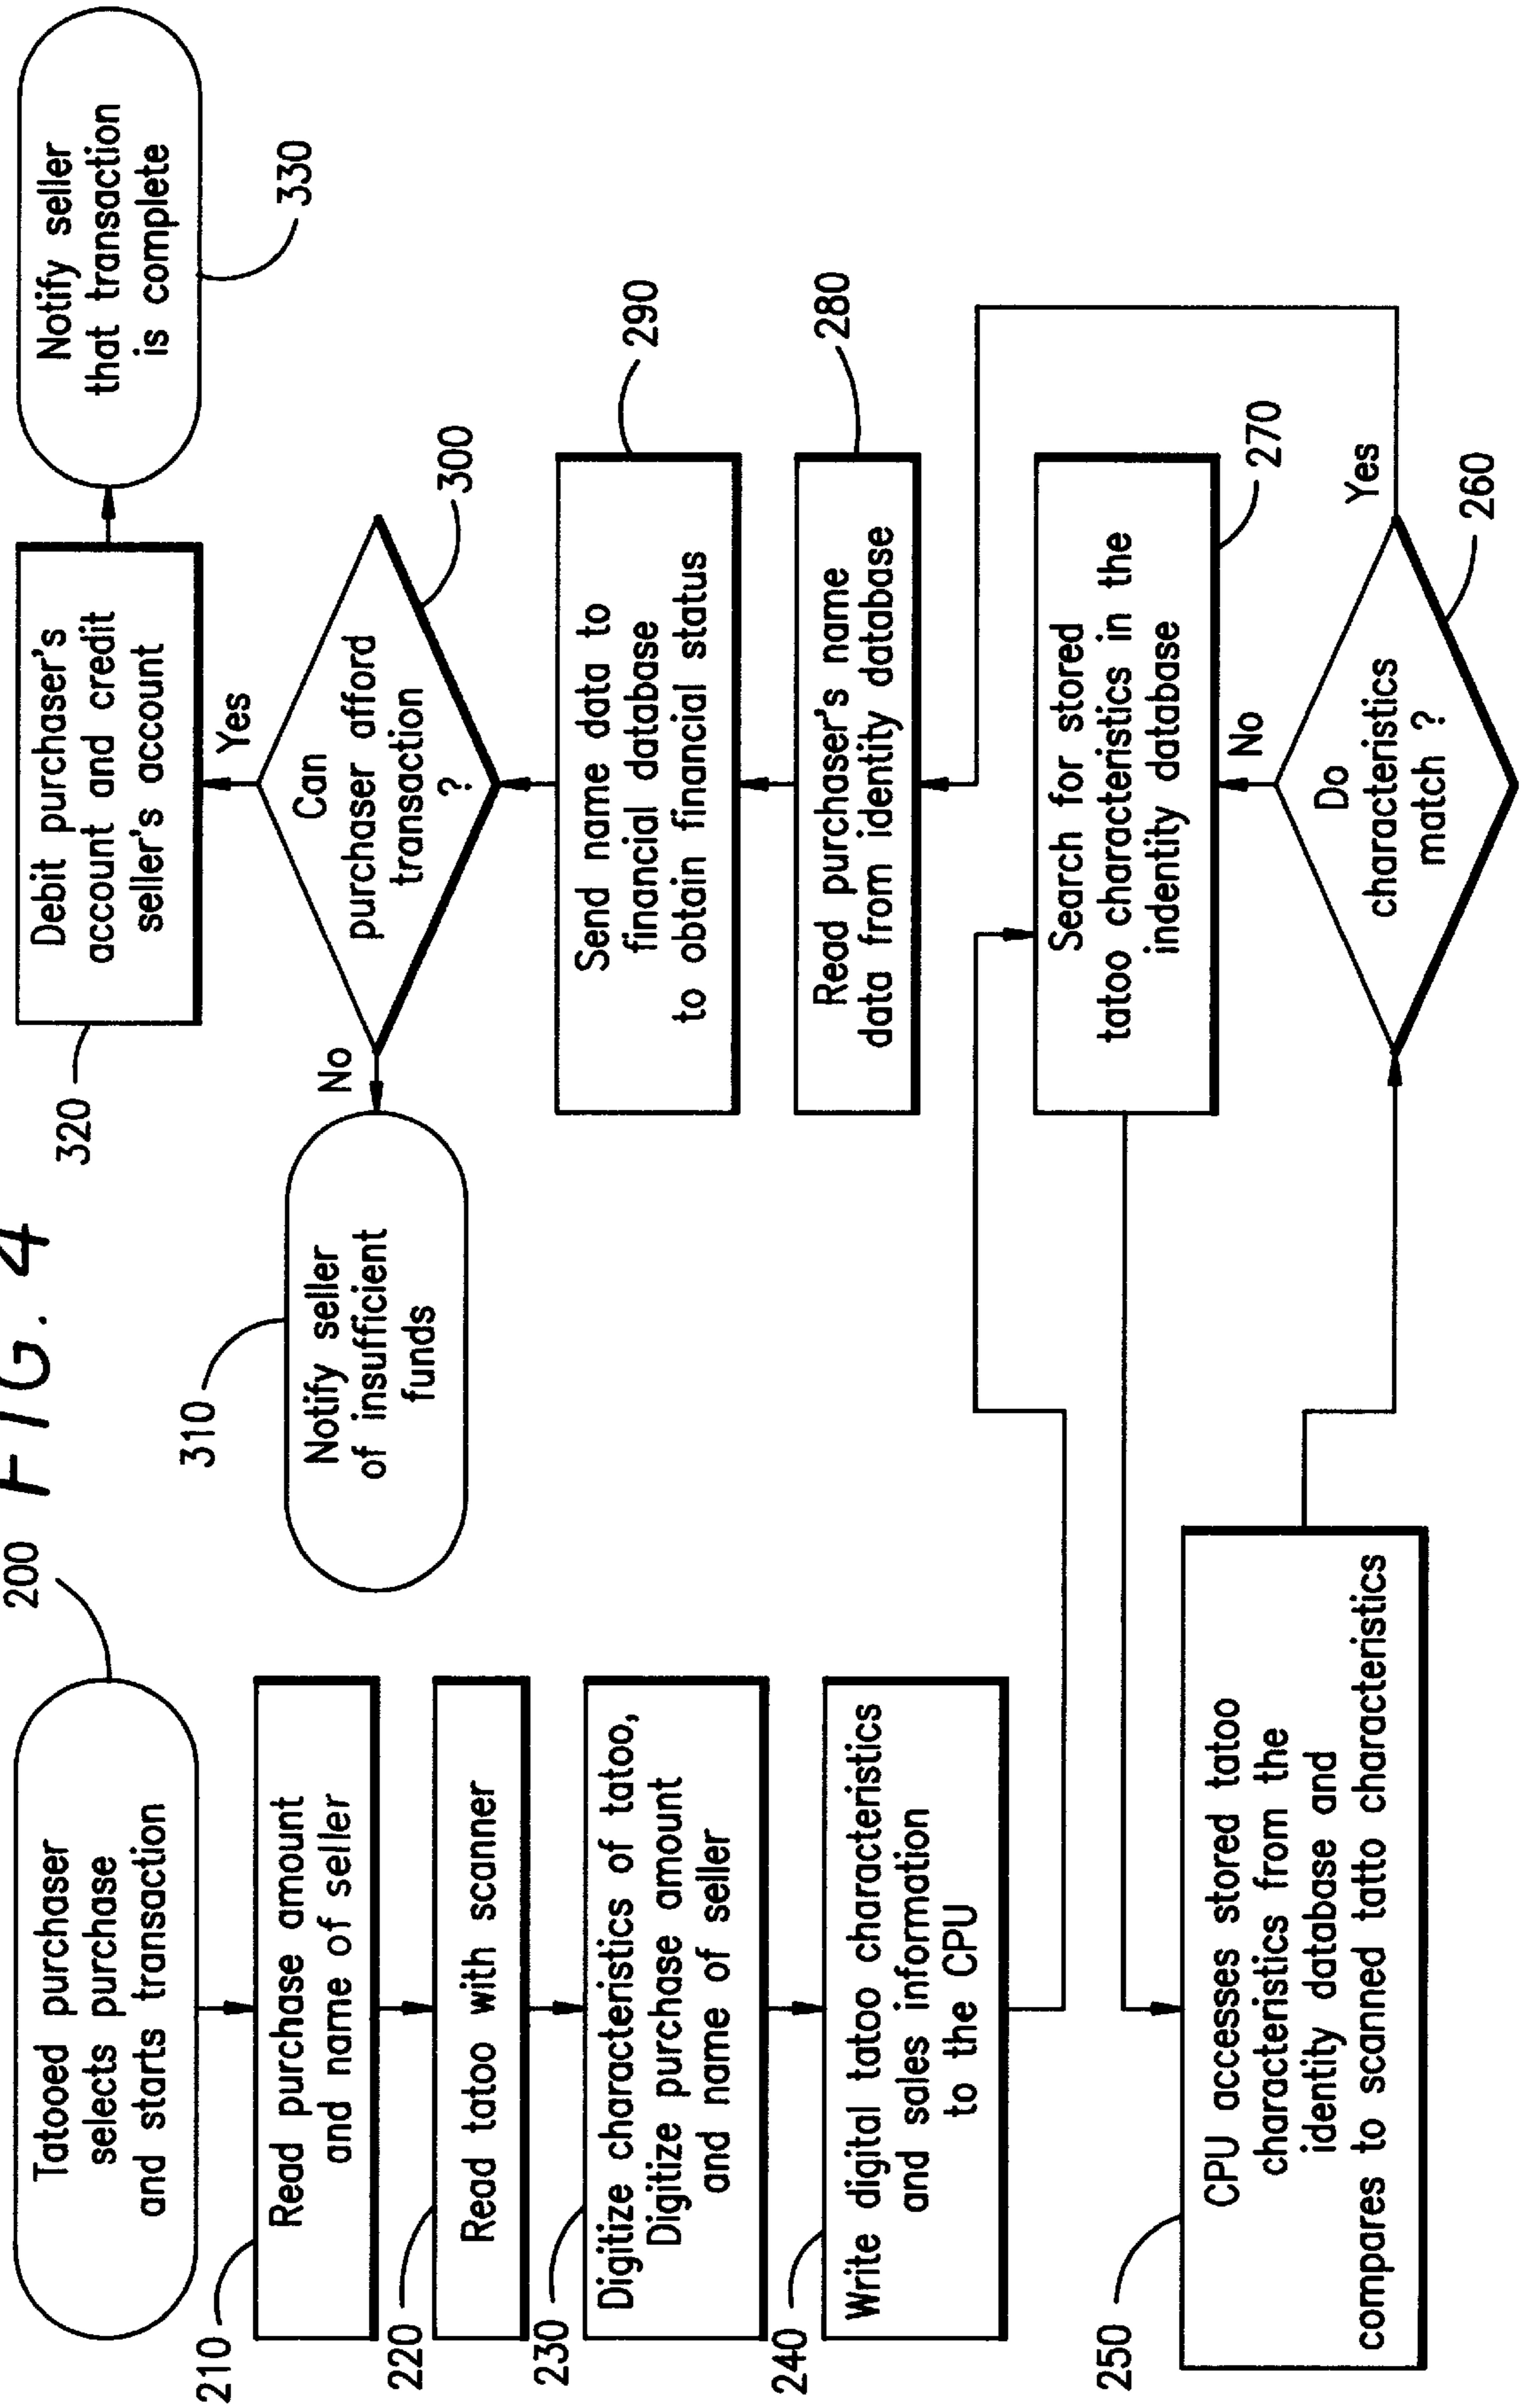 FIG. 4
200
Tatooed purchaser
selects purchase
and starts transaction
210
Read purchase amount
and name of seller
220
Read tatoo with scanner
230
Digitize characteristics of tatoo,
Digitize purchase amount
and name of seller
240
Write digital tatoo characteristics
and sales information
to the CPU
250
CPU accesses stored tatoo
characteristics from the
identity database and
compares to scanned tatto characteristics
310
Notify seller
of insufficient
funds
320
Debit purchaser's
account and credit
seller's account
Yes
Notify seller
that transaction
is complete
330
No
Can
purchaser afford
transaction
?
300
Send name data to
financial database
to obtain financial status
290
Read purchaser's name
data from identity database
280
Search for stored
tatoo characteristics in the
indentity database
270
No
Yes
Do
characteristics
match ?
260